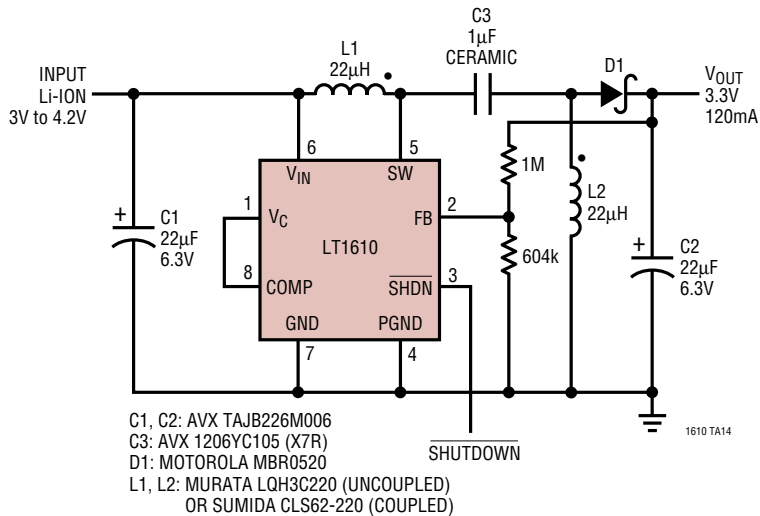 C3
1µF
CERAMIC
L1
22µH
D1
INPUT
Li-ION
3V to 4.2V
VOUT
3.3V
120mA
6
5
VIN
SW
1M
1
VC
2
FB
L2
22µH
C1
22µF
6.3V
+
LT1610
604k
+
C2
22µF
6.3V
8
COMP
3
SHDN
GND
PGND
7
4
C1, C2: AVX TAJB226M006
C3: AVX 1206YC105 (X7R)
D1: MOTOROLA MBR0520
L1, L2: MURATA LQH3C220 (UNCOUPLED)
OR SUMIDA CLS62-220 (COUPLED)
SHUTDOWN
1610 TA14